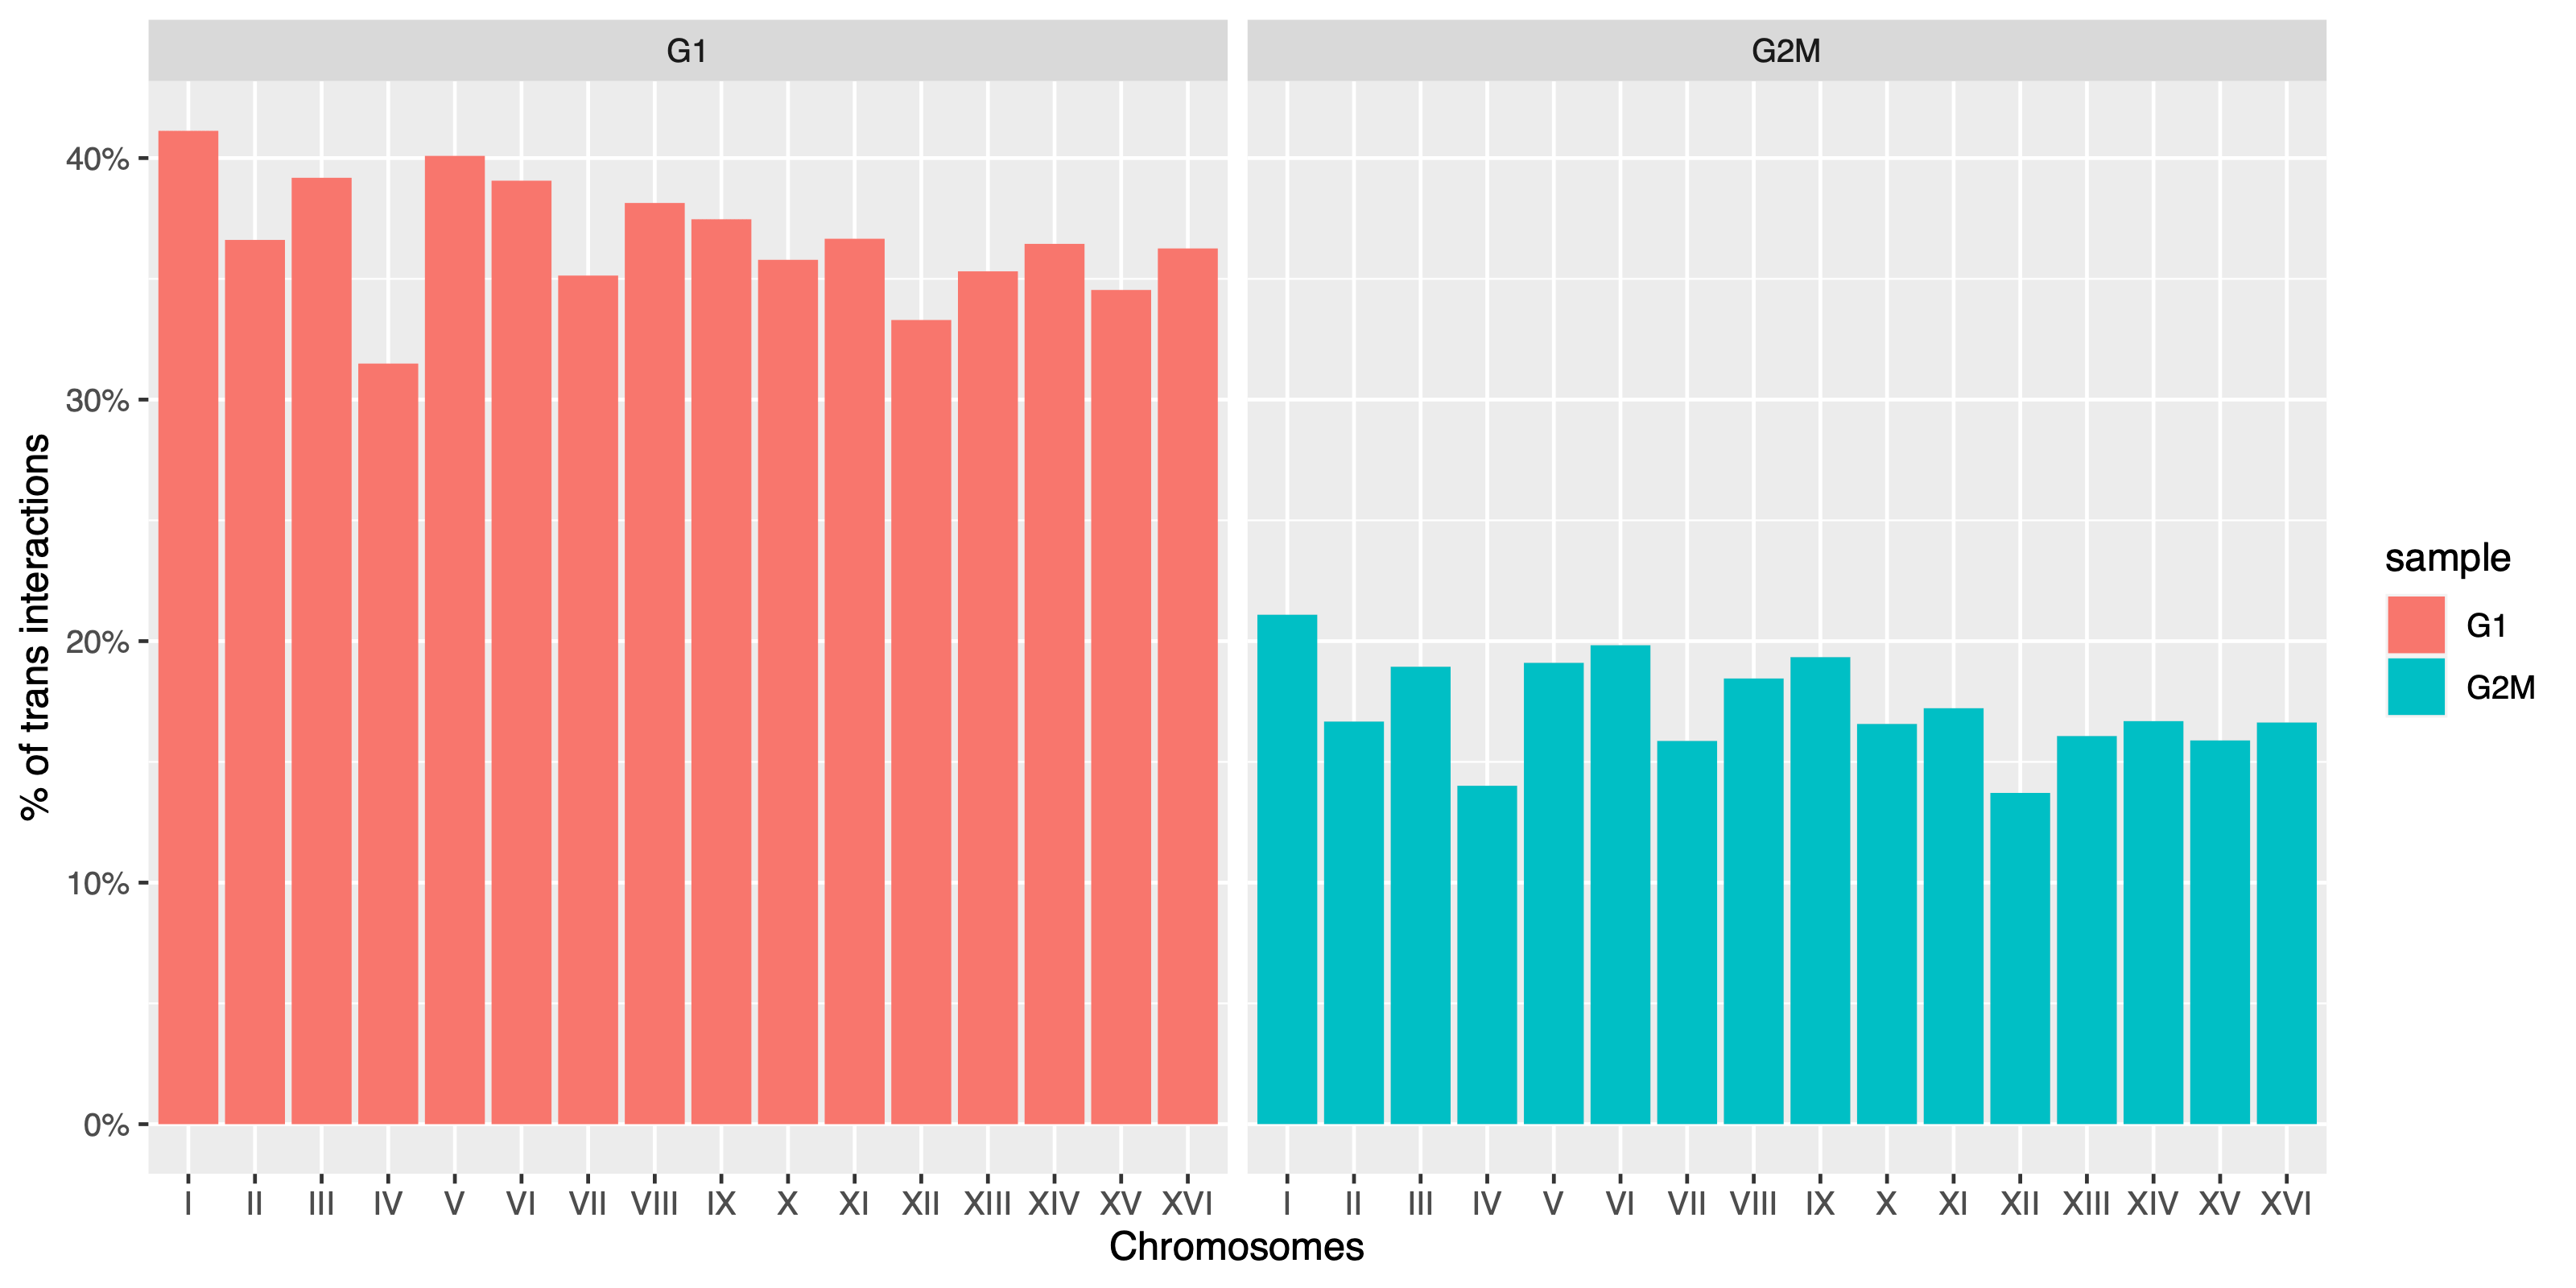 G1
G2M
% of trans interactions
40%
30%
20%
10%
0%
I II III IV V VI VII VIII IX X XI XII XIII XIV XV XVI
I II III IV V VI VII VIII IX X XI XII XIII XIV XV XVI
Chromosomes
sample
G1
G2M